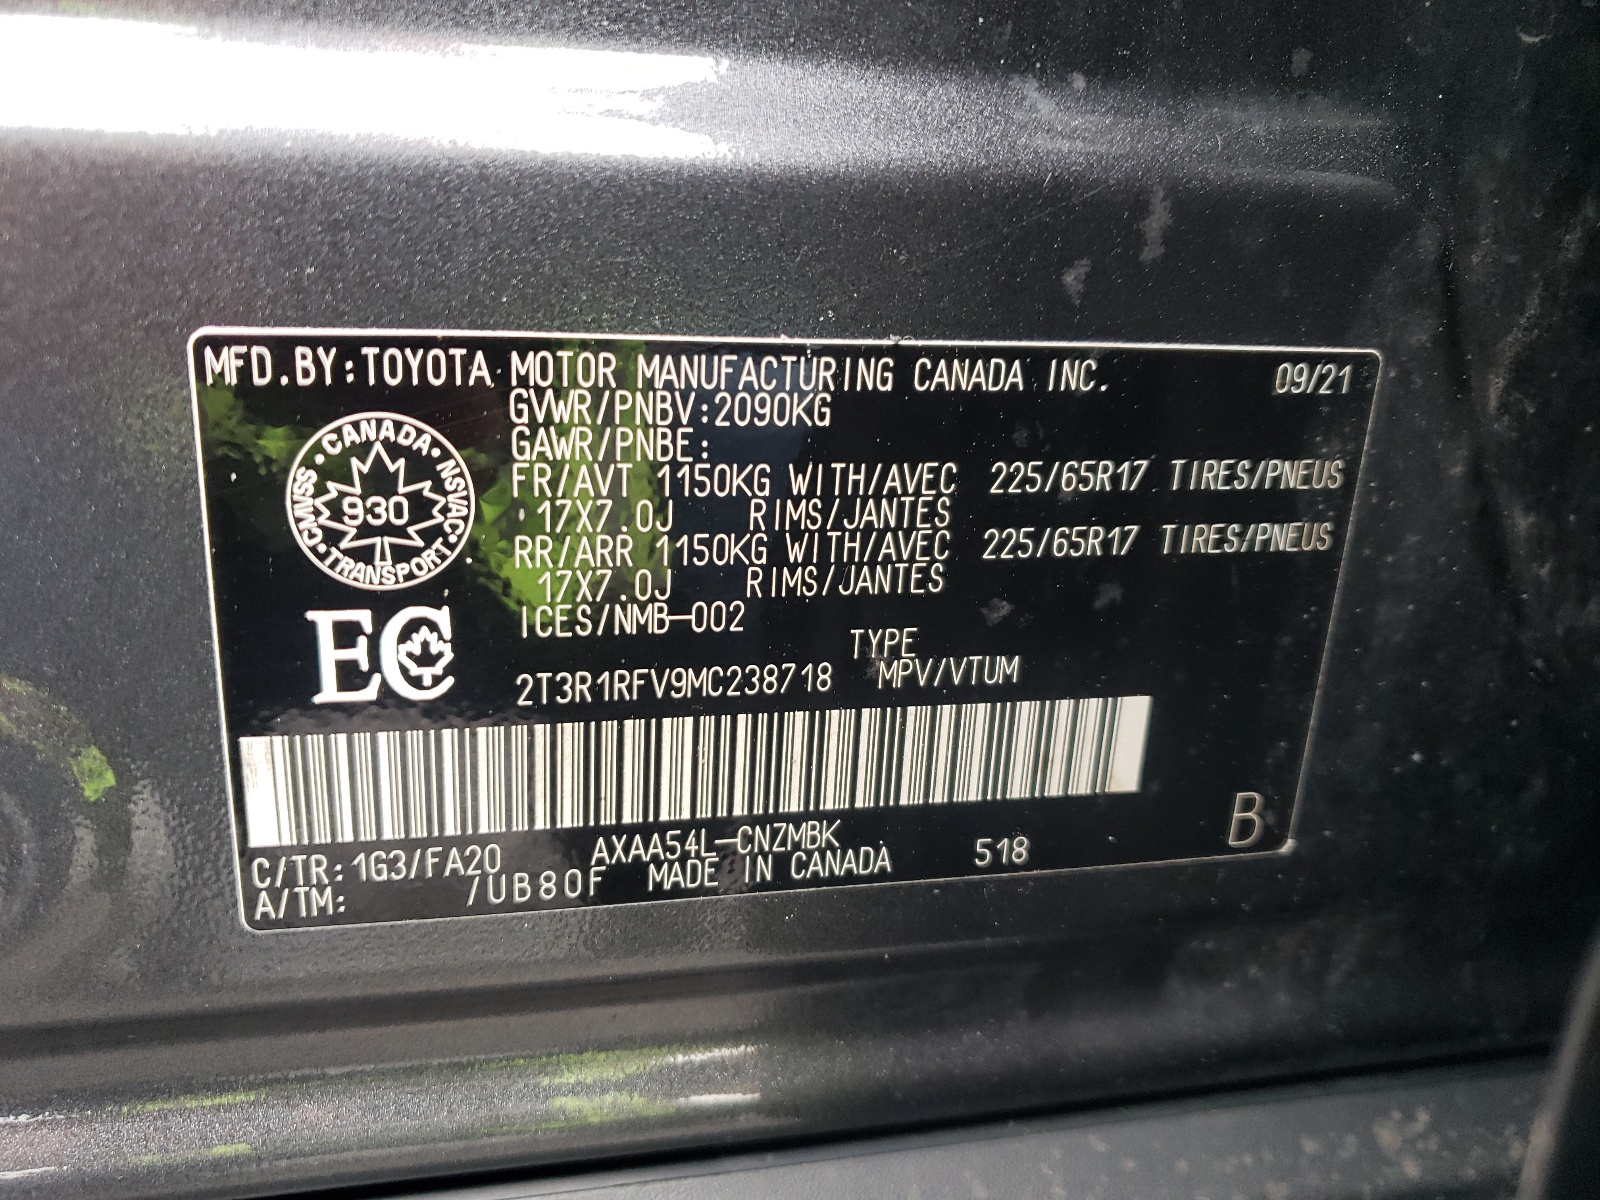 MFD.BY:TOYOTA MOTOR MANUFACTURING CANADA INC. 09/21
GVWR/PNBV:2090KG
GAWR/PNBE:
FR/AVT 1150KG WITH/AVEC 225/65R17 TIRES/PNEUS
17X7.0J RIMS/JANTES
RR/ARR 1150KG WITH/AVEC 225/65R17 TIRES/PNEUS
17X7.0J RIMS/JANTES
ICES/NMB-002
CANADA
NSVAC
TRANSPORT
CMVSS
930
EC
TYPE
2T3R1RFV9MC238718 MPV/VTUM
C/TR:1G3/FA20 AXAA54L-CNZMBK 518 B
A/TM: /UB80F MADE IN CANADA